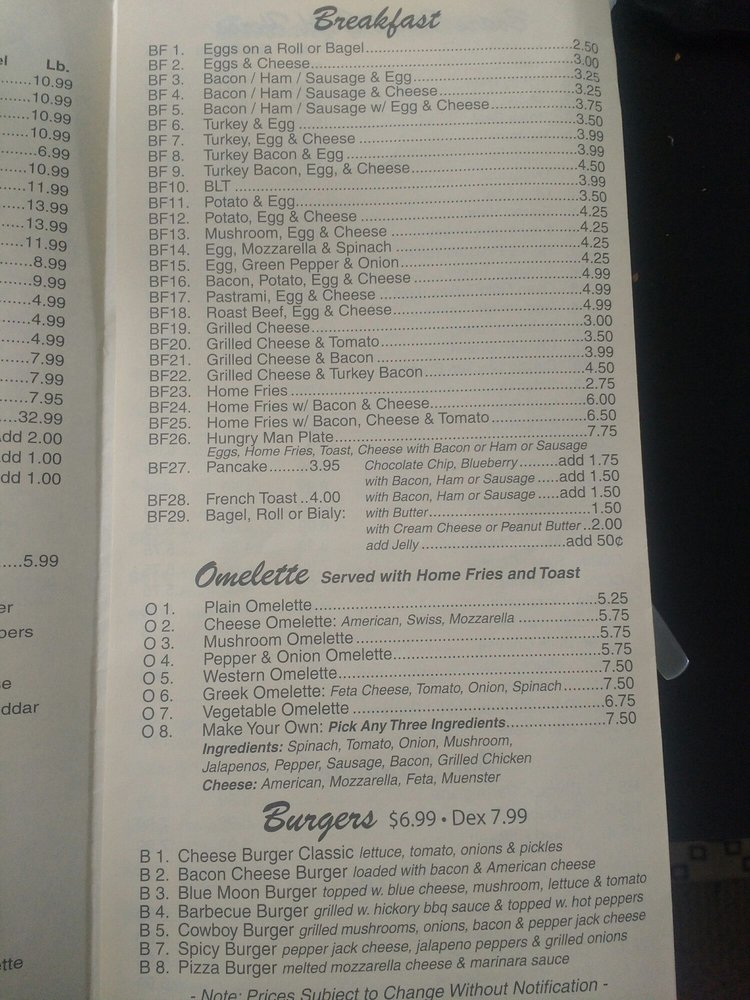 el Lb.
.....10.99
.....10.99
.....10.99
.....10.99
.....6.99
.....10.99
.....11.99
.....13.99
.....13.99
.....11.99
.....8.99
.....9.99
.....4.99
.....4.99
.....4.99
.....7.99
.....7.99
.....7.95
....32.99
dd 2.00
dd 1.00
dd 1.00
.....5.99
er
pers
se
ddar
tte
Breakfast
BF 1. Eggs on a Roll or Bagel.....2.50
BF 2. Eggs & Cheese.....3.00
BF 3. Bacon / Ham / Sausage & Egg.....3.25
BF 4. Bacon / Ham / Sausage & Cheese.....3.25
BF 5. Bacon / Ham / Sausage w/ Egg & Cheese.....3.75
BF 6. Turkey & Egg.....3.50
BF 7. Turkey, Egg & Cheese.....3.99
BF 8. Turkey Bacon & Egg.....3.99
BF 9. Turkey Bacon, Egg, & Cheese.....4.50
BF10. BLT.....3.99
BF11. Potato & Egg.....3.50
BF12. Potato, Egg & Cheese.....4.25
BF13. Mushroom, Egg & Cheese.....4.25
BF14. Egg, Mozzarella & Spinach.....4.25
BF15. Egg, Green Pepper & Onion.....4.25
BF16. Bacon, Potato, Egg & Cheese.....4.99
BF17. Pastrami, Egg & Cheese.....4.99
BF18. Roast Beef, Egg & Cheese.....4.99
BF19. Grilled Cheese.....3.00
BF20. Grilled Cheese & Tomato.....3.50
BF21. Grilled Cheese & Bacon.....3.99
BF22. Grilled Cheese & Turkey Bacon.....4.50
BF23. Home Fries.....2.75
BF24. Home Fries w/ Bacon & Cheese.....6.00
BF25. Home Fries w/ Bacon, Cheese & Tomato.....6.50
BF26. Hungry Man Plate.....7.75
Eggs, Home Fries, Toast, Cheese with Bacon or Ham or Sausage
BF27. Pancake.....3.95 Chocolate Chip, Blueberry.....add 1.75
with Bacon, Ham or Sausage.....add 1.50
BF28. French Toast..4.00 with Bacon, Ham or Sausage.....add 1.50
BF29. Bagel, Roll or Bialy: with Butter.....1.50
with Cream Cheese or Peanut Butter..2.00
add Jelly.....add 50¢
Omelette Served with Home Fries and Toast
O 1. Plain Omelette.....5.25
O 2. Cheese Omelette: American, Swiss, Mozzarella.....5.75
O 3. Mushroom Omelette.....5.75
O 4. Pepper & Onion Omelette.....5.75
O 5. Western Omelette.....7.50
O 6. Greek Omelette: Feta Cheese, Tomato, Onion, Spinach.....7.50
O 7. Vegetable Omelette.....6.75
O 8. Make Your Own: Pick Any Three Ingredients.....7.50
Ingredients: Spinach, Tomato, Onion, Mushroom,
Jalapenos, Pepper, Sausage, Bacon, Grilled Chicken
Cheese: American, Mozzarella, Feta, Muenster
Burgers $6.99 • Dex 7.99
B 1. Cheese Burger Classic lettuce, tomato, onions & pickles
B 2. Bacon Cheese Burger loaded with bacon & American cheese
B 3. Blue Moon Burger topped w. blue cheese, mushroom, lettuce & tomato
B 4. Barbecue Burger grilled w. hickory bbq sauce & topped w. hot peppers
B 5. Cowboy Burger grilled mushrooms, onions, bacon & pepper jack cheese
B 7. Spicy Burger pepper jack cheese, jalapeno peppers & grilled onions
B 8. Pizza Burger melted mozzarella cheese & marinara sauce
- Note: Prices Subject to Change Without Notification -